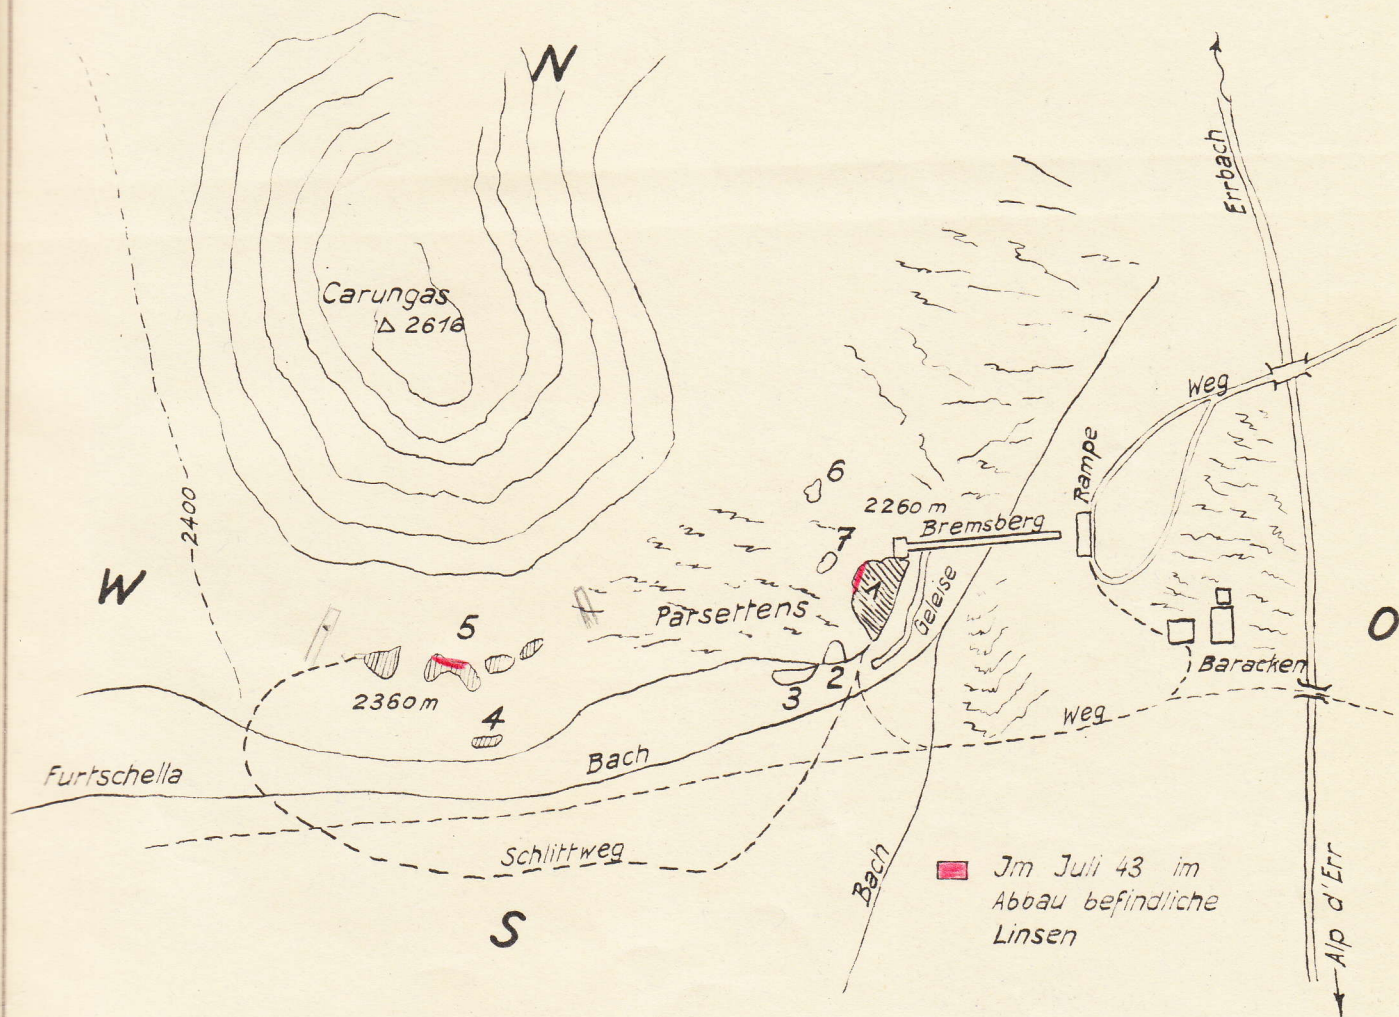 N
Errbach
Carungas
△ 2616
Weg
6
Rampe
2260 m
7
Bremsberg
2400
W
1
Geleise
Parsettens
5
O
Baracken
2
3
2360 m
4
Weg
Bach
Furtschella
Schlittweg
Bach
Im Juli 43 im
Abbau befindliche
Linsen
Alp d'Err
S